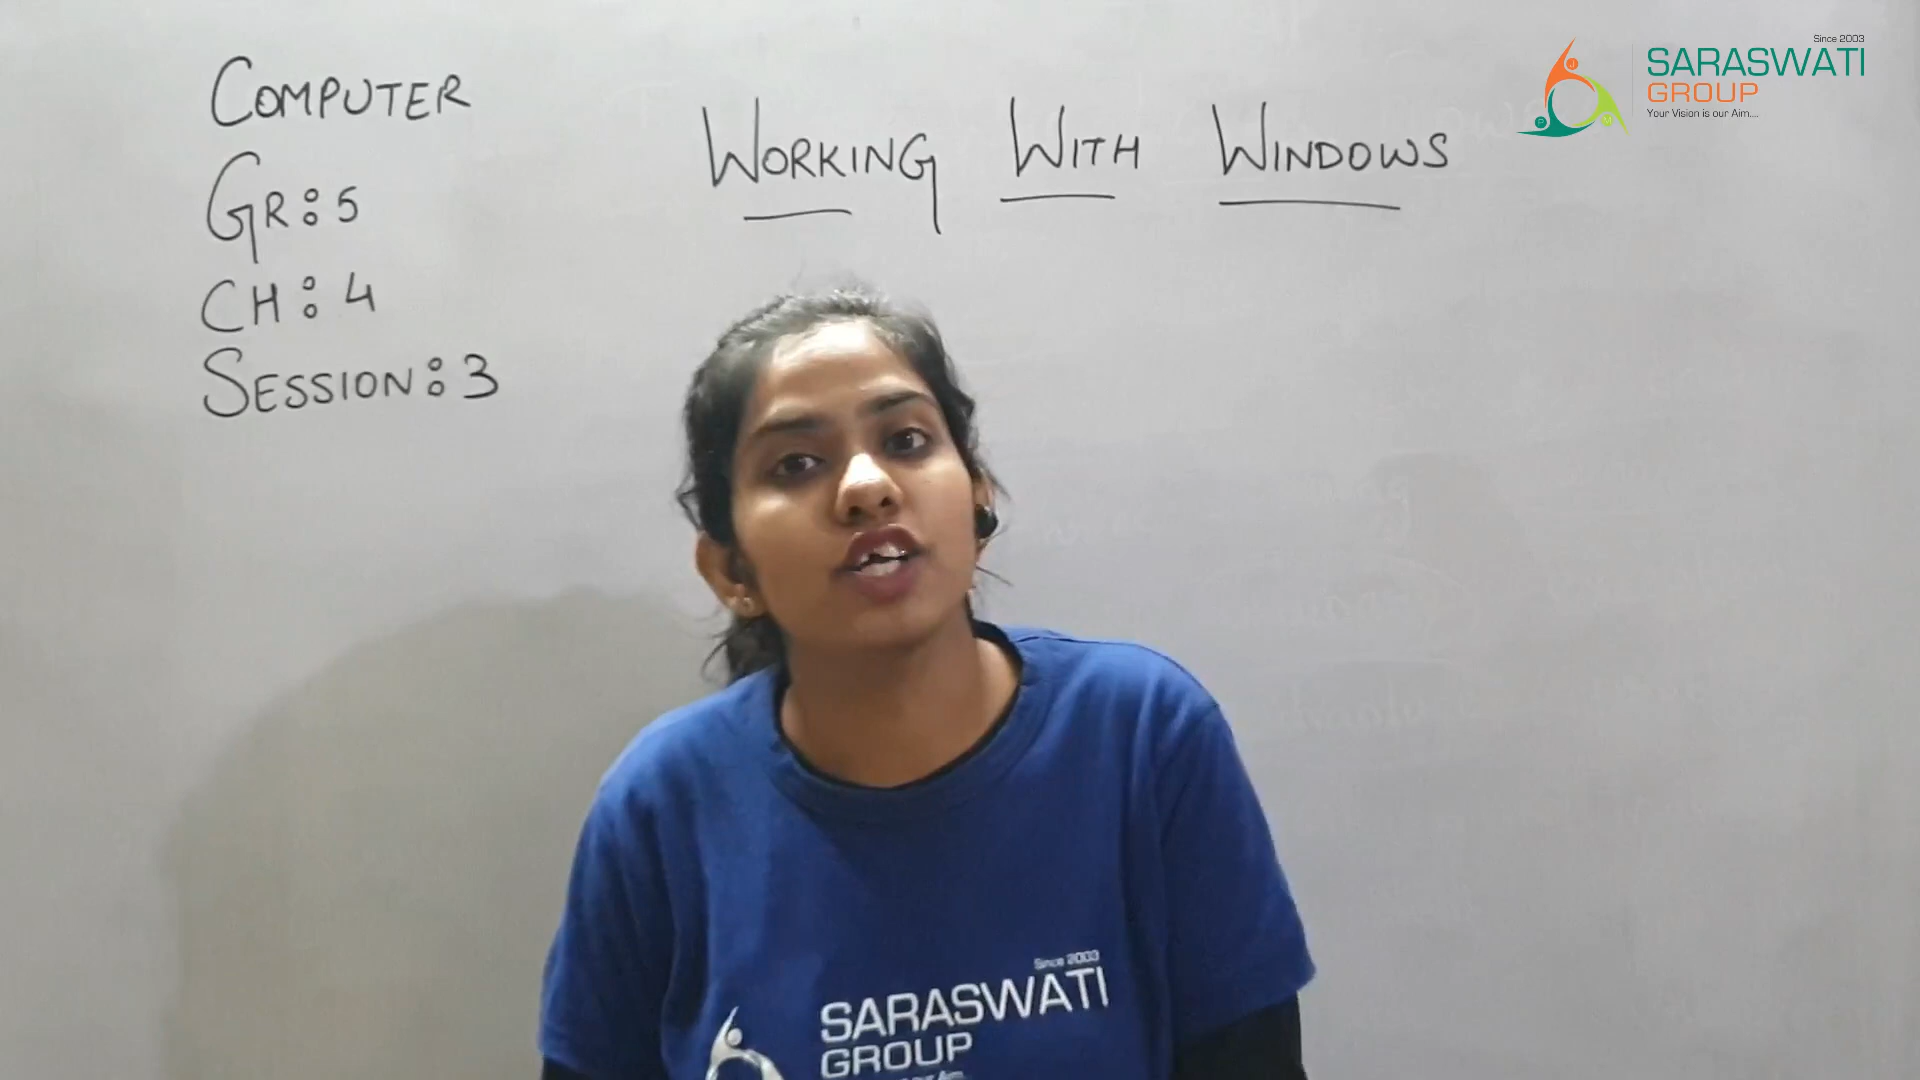 COMPUTER
GR: 5
CH: 4
SESSION: 3
WORKING WITH WINDOWS
Since 2003
SARASWATI
GROUP
Your Vision is our Aim....
Since 2003
SARASWATI
GROUP